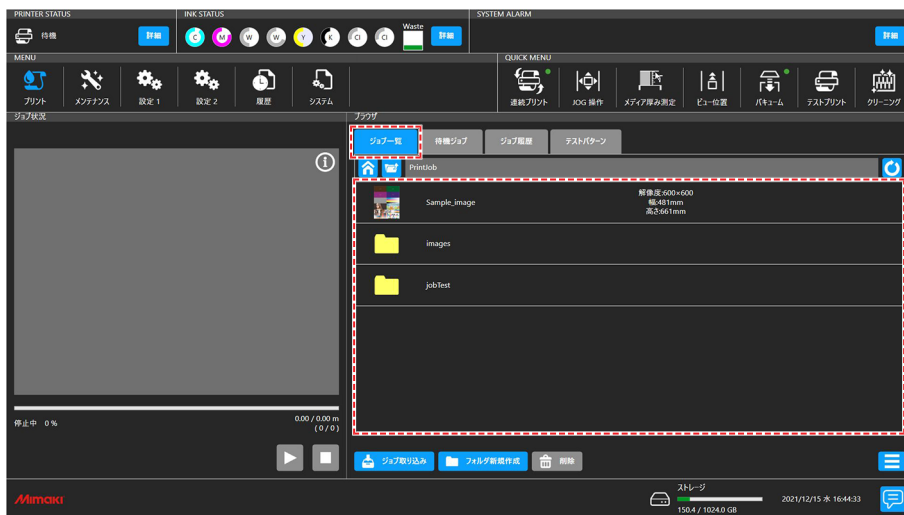 PRINTER STATUS
INK STATUS
SYSTEM ALARM
待機
詳細
C M W W Y K Cl Cl
Waste
詳細
詳細
MENU
QUICK MENU
プリント
メンテナンス
設定 1
設定 2
履歴
システム
連続プリント
JOG 操作
メディア厚み測定
ビュー位置
バキューム
テストプリント
クリーニング
ジョブ状況
ブラウザ
ジョブ一覧
待機ジョブ
ジョブ履歴
テストパターン
PrintJob
Sample_image
解像度:600×600
幅:481mm
高さ:661mm
images
jobTest
停止中 0 %
0.00 / 0.00 m
( 0 / 0 )
ジョブ取り込み
フォルダ新規作成
削除
Mimaki
ストレージ
150.4 / 1024.0 GB
2021/12/15 水 16:44:33